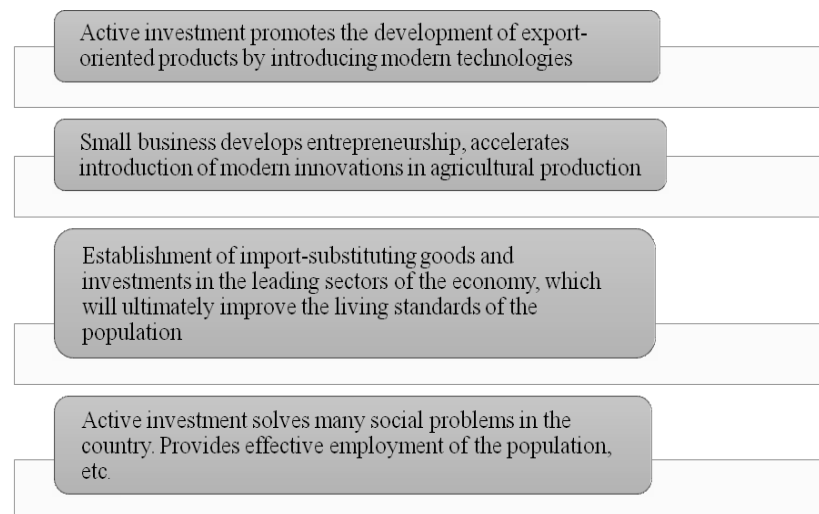 Active investment promotes the development of export-
oriented products by introducing modern technologies
Small business develops entrepreneurship, accelerates
introduction of modern innovations in agricultural production
Establishment of import-substituting goods and
investments in the leading sectors of the economy, which
will ultimately improve the living standards of the
population
Active investment solves many social problems in the
country. Provides effective employment of the population,
etc.